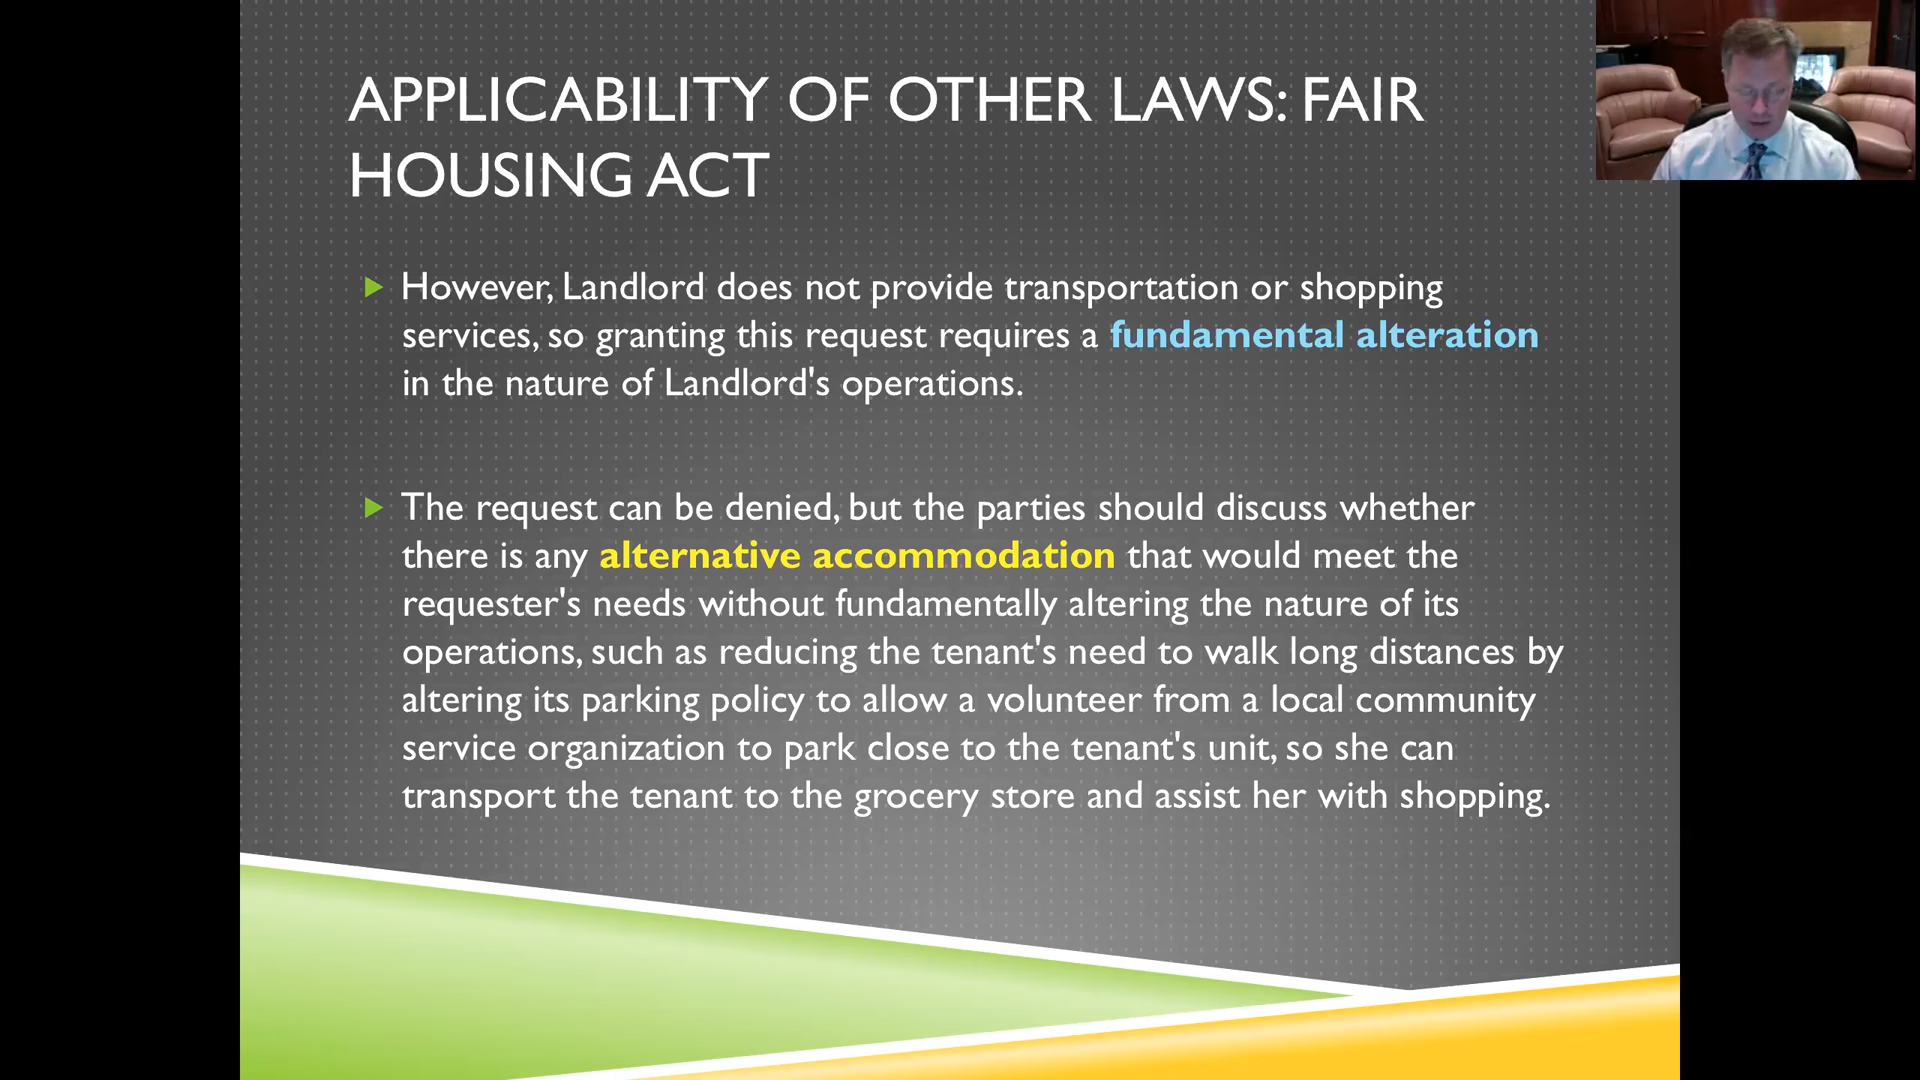 APPLICABILITY OF OTHER LAWS: FAIR
HOUSING ACT
However, Landlord does not provide transportation or shopping
services, so granting this request requires a fundamental alteration
in the nature of Landlord's operations.
The request can be denied, but the parties should discuss whether
there is any alternative accommodation that would meet the
requester's needs without fundamentally altering the nature of its
operations, such as reducing the tenant's need to walk long distances by
altering its parking policy to allow a volunteer from a local community
service organization to park close to the tenant's unit, so she can
transport the tenant to the grocery store and assist her with shopping.